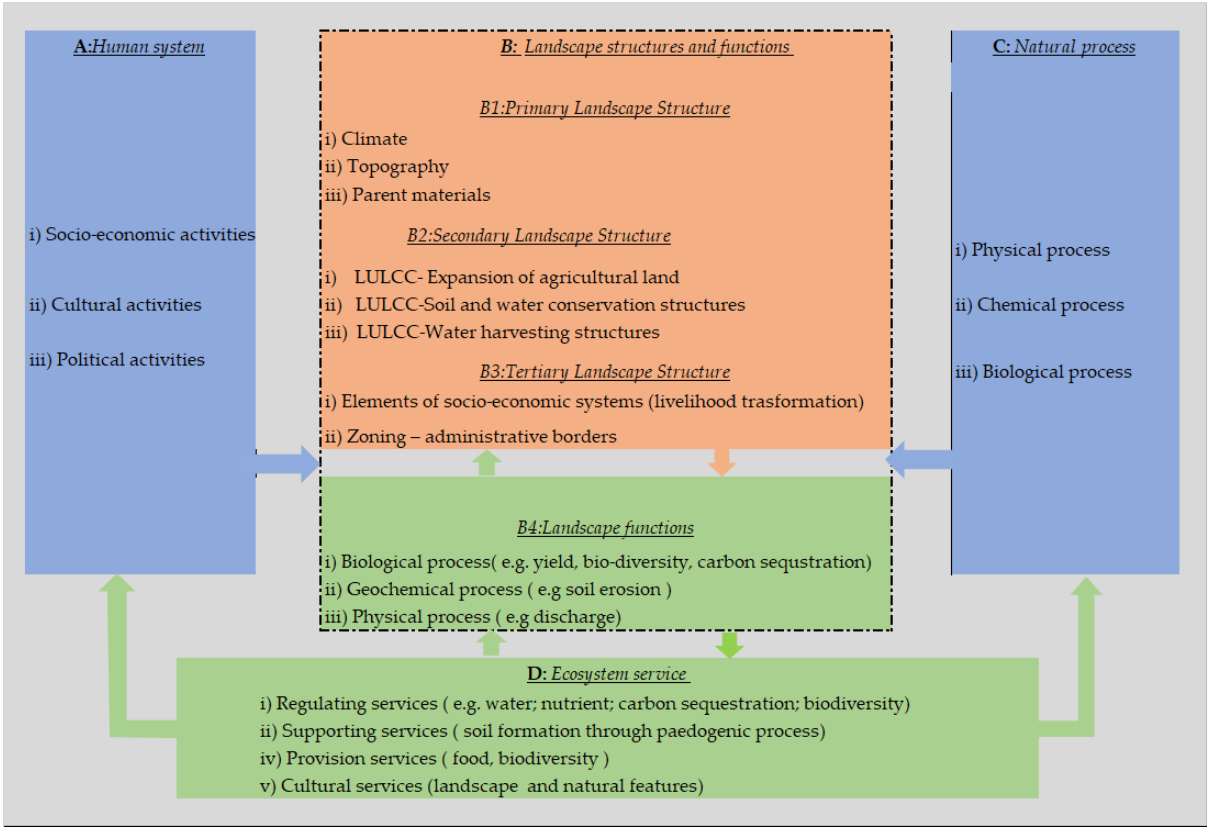 A:Human system
i) Socio-economic activities
ii) Cultural activities
iii) Political activities
B: Landscape structures and functions
B1:Primary Landscape Structure
i) Climate
ii) Topography
iii) Parent materials
B2:Secondary Landscape Structure
i) LULCC- Expansion of agricultural land
ii) LULCC-Soil and water conservation structures
iii) LULCC-Water harvesting structures
B3:Tertiary Landscape Structure
i) Elements of socio-economic systems (livelihood trasformation)
ii) Zoning – administrative borders
B4:Landscape functions
i) Biological process( e.g. yield, bio-diversity, carbon sequstration)
ii) Geochemical process ( e.g soil erosion )
iii) Physical process ( e.g discharge)
C: Natural process
i) Physical process
ii) Chemical process
iii) Biological process
D: Ecosystem service
i) Regulating services ( e.g. water; nutrient; carbon sequestration; biodiversity)
ii) Supporting services ( soil formation through paedogenic process)
iv) Provision services ( food, biodiversity )
v) Cultural services (landscape and natural features)